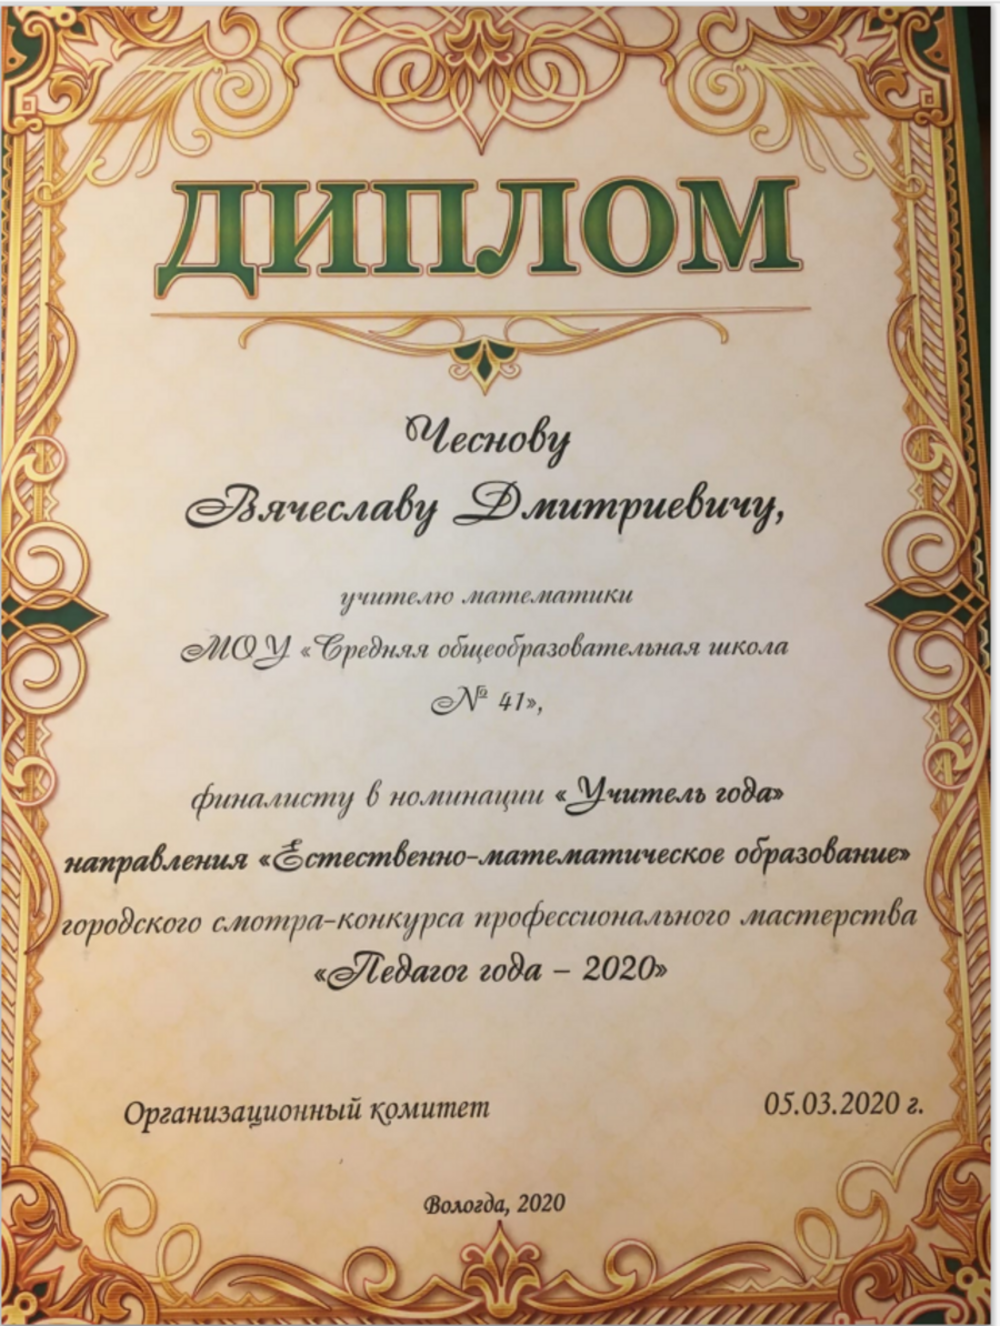 ДИПЛОМ
Чеснову
Вячеславу Дмитриевичу,
учителю математики
МОУ «Средняя общеобразовательная школа
№ 41»,
финалисту в номинации «Учитель года»
направления «Естественно-математическое образование»
городского смотра-конкурса профессионального мастерства
«Педагог года – 2020»
Организационный комитет 05.03.2020 г.
Вологда, 2020